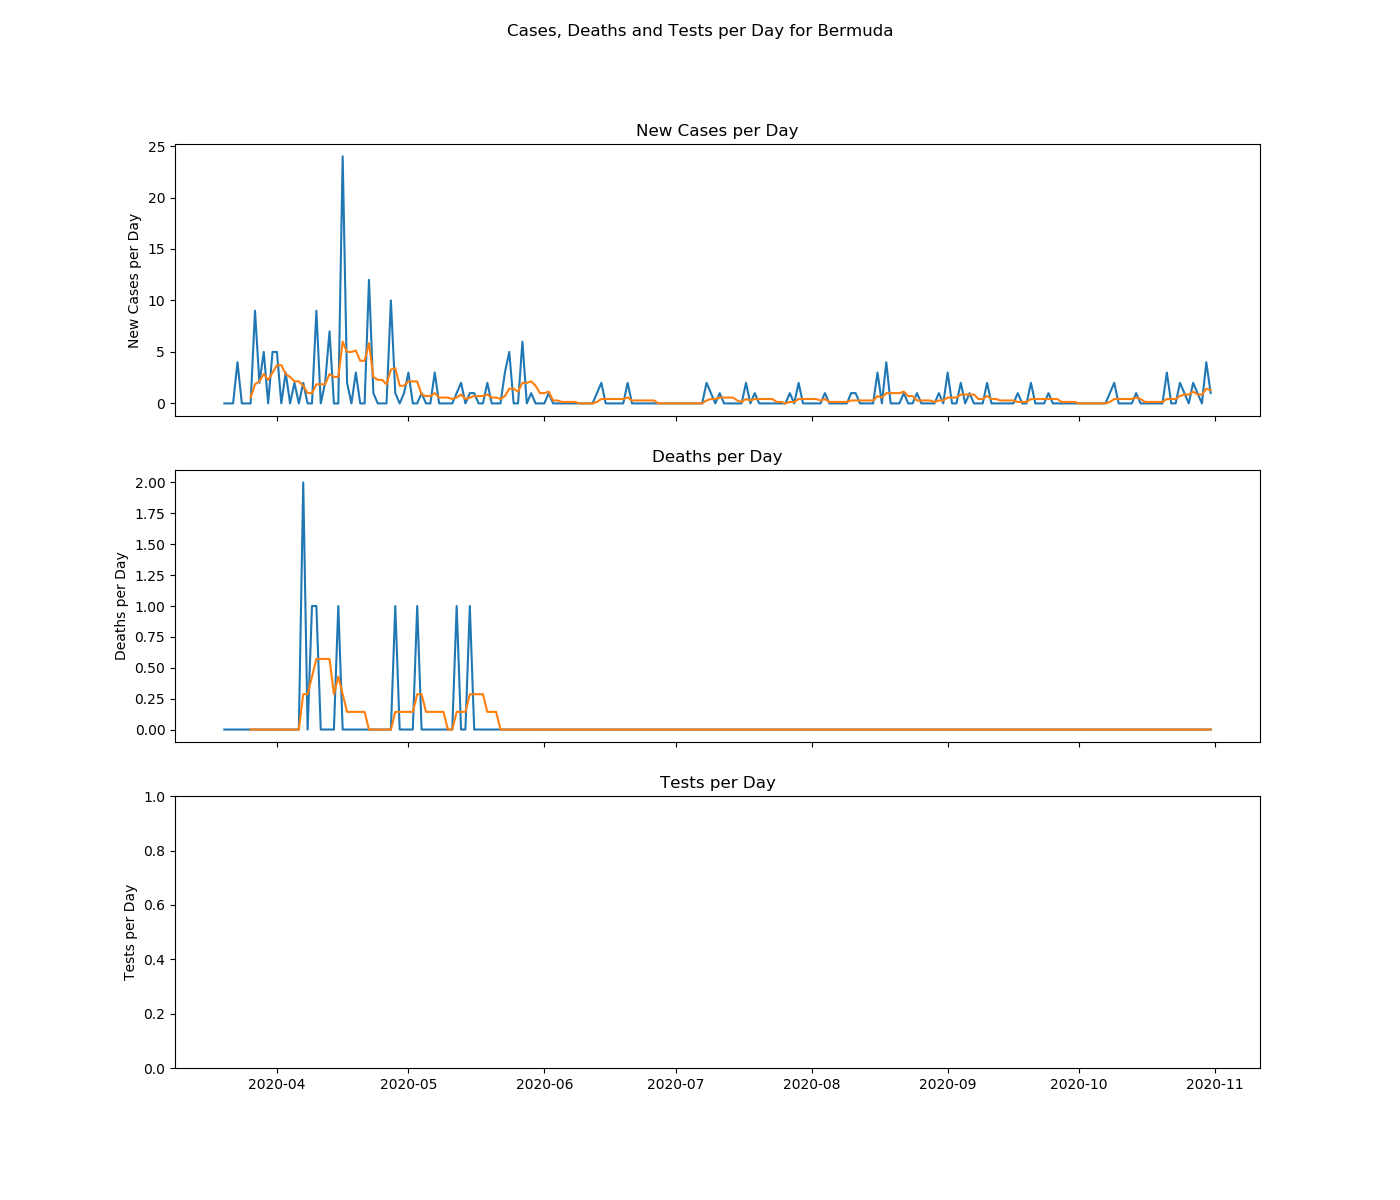 Cases, Deaths and Tests per Day for Bermuda
New Cases per Day
New Cases per Day
25
20
15
10
5
0
Deaths per Day
Deaths per Day
2.00
1.75
1.50
1.25
1.00
0.75
0.50
0.25
0.00
Tests per Day
Tests per Day
1.0
0.8
0.6
0.4
0.2
0.0
2020-04 2020-05 2020-06 2020-07 2020-08 2020-09 2020-10 2020-11